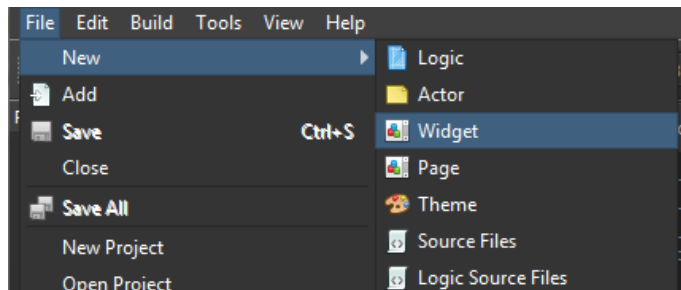 File Edit Build Tools View Help
New
Add
Save Ctrl+S
Close
Save All
New Project
Open Project
Logic
Actor
Widget
Page
Theme
Source Files
Logic Source Files